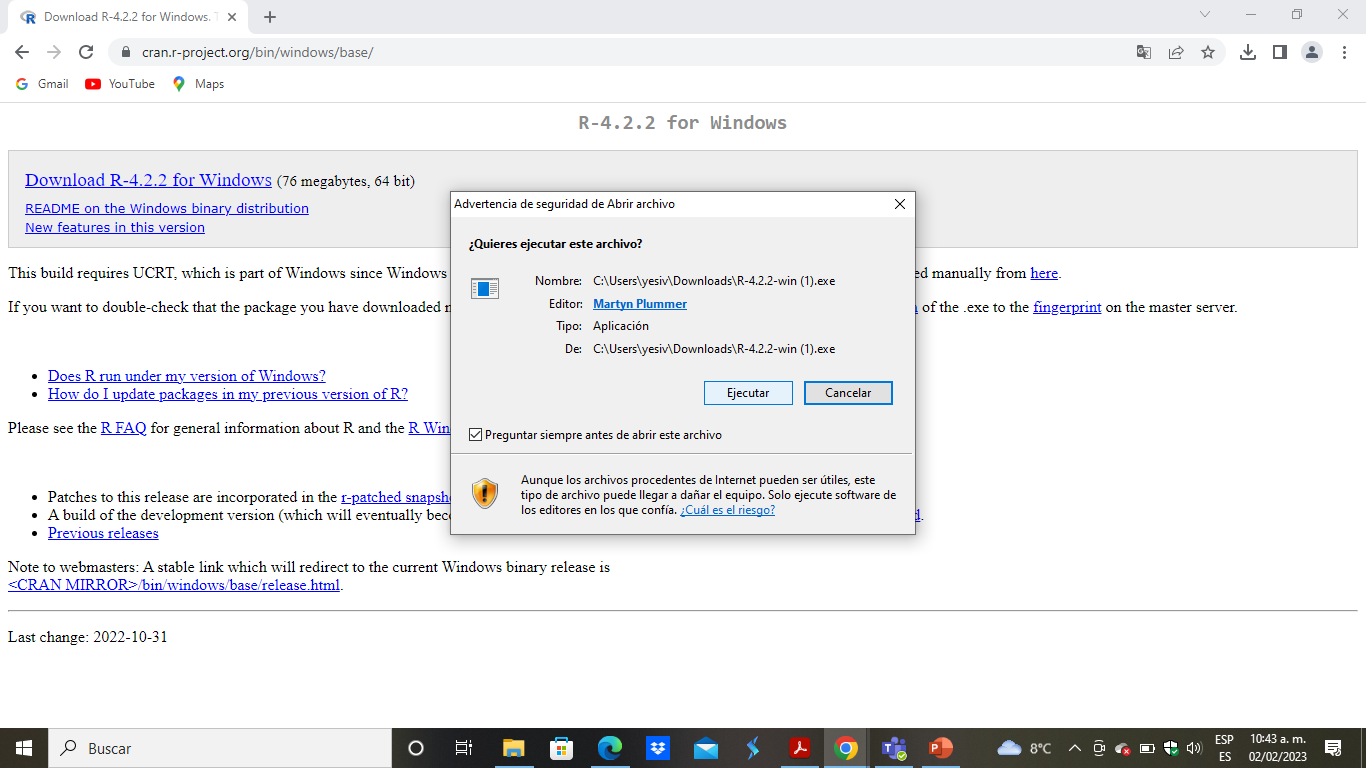 Download R-4.2.2 for Windows. T
cran.r-project.org/bin/windows/base/
Gmail
YouTube
Maps
R-4.2.2 for Windows
Download R-4.2.2 for Windows (76 megabytes, 64 bit)
README on the Windows binary distribution
New features in this version
This build requires UCRT, which is part of Windows since Windows
ed manually from here.
If you want to double-check that the package you have downloaded
of the .exe to the fingerprint on the master server.
Does R run under my version of Windows?
How do I update packages in my previous version of R?
Please see the R FAQ for general information about R and the R Win
Patches to this release are incorporated in the r-patched snapsh
A build of the development version (which will eventually bec
d.
Previous releases
Note to webmasters: A stable link which will redirect to the current Windows binary release is
<CRAN MIRROR>/bin/windows/base/release.html.
Last change: 2022-10-31
Advertencia de seguridad de Abrir archivo
¿Quieres ejecutar este archivo?
Nombre: C:\Users\yesiv\Downloads\R-4.2.2-win (1).exe
Editor: Martyn Plummer
Tipo: Aplicación
De: C:\Users\yesiv\Downloads\R-4.2.2-win (1).exe
Ejecutar
Cancelar
Preguntar siempre antes de abrir este archivo
Aunque los archivos procedentes de Internet pueden ser útiles, este
tipo de archivo puede llegar a dañar el equipo. Solo ejecute software de
los editores en los que confía. ¿Cuál es el riesgo?
Buscar
8°C
ESP
ES
10:43 a. m.
02/02/2023